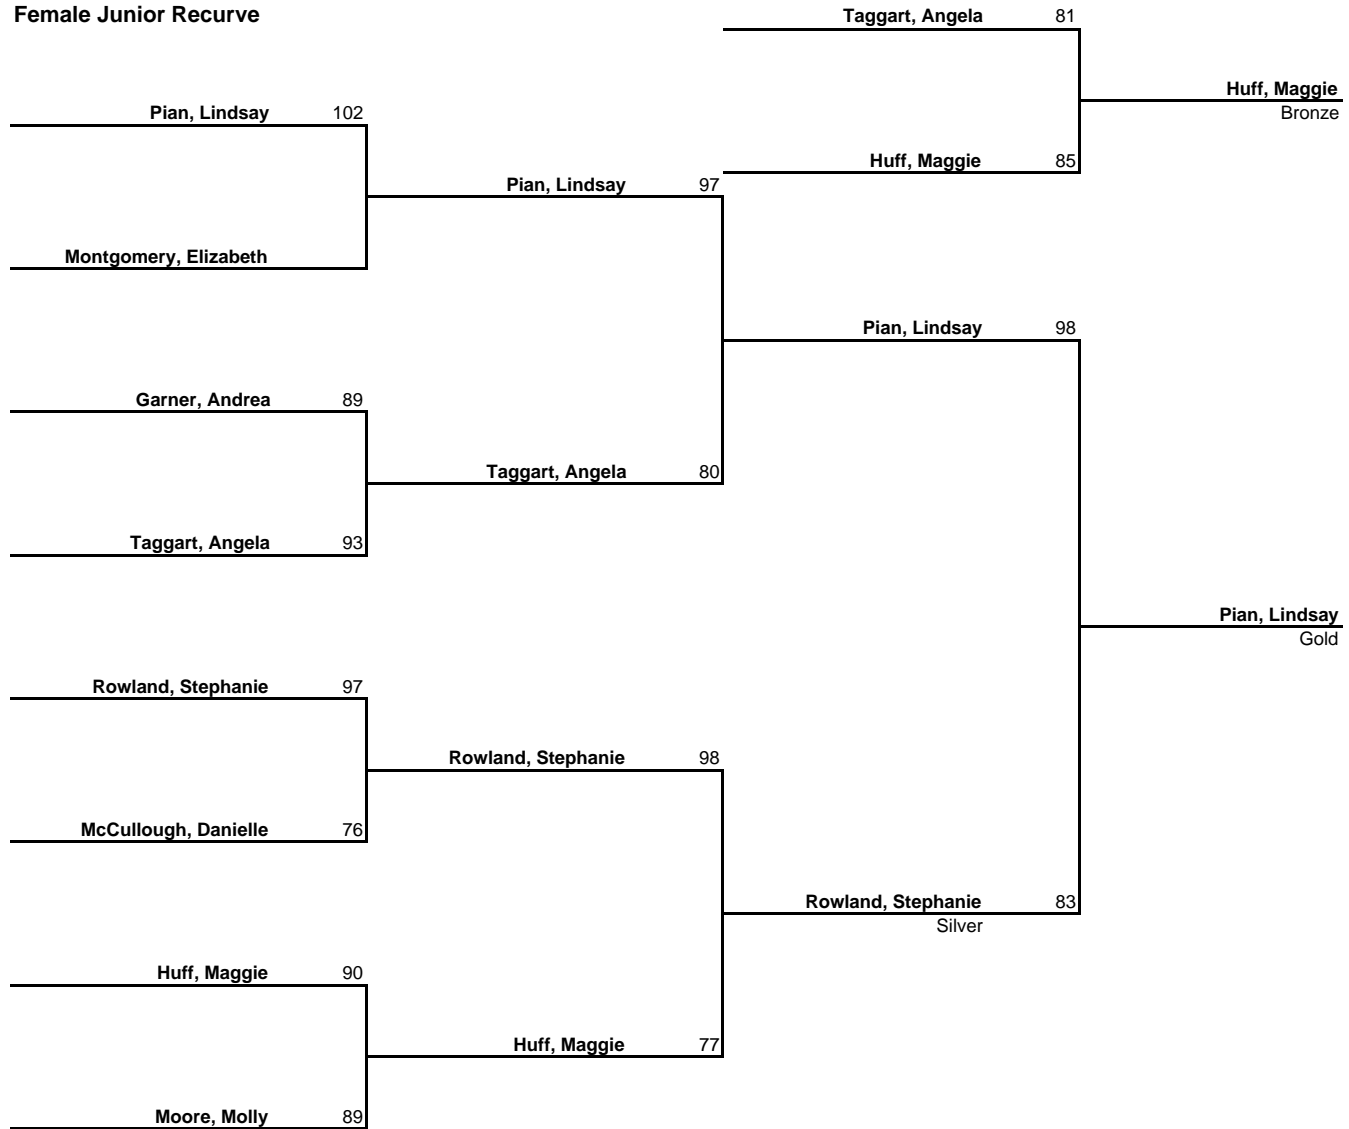 Female Junior Recurve
Taggart, Angela 81
Huff, Maggie
Bronze
Pian, Lindsay 102
Huff, Maggie 85
Pian, Lindsay 97
Montgomery, Elizabeth
Pian, Lindsay 98
Garner, Andrea 89
Taggart, Angela 80
Taggart, Angela 93
Pian, Lindsay
Gold
Rowland, Stephanie 97
Rowland, Stephanie 98
McCullough, Danielle 76
Rowland, Stephanie 83
Silver
Huff, Maggie 90
Huff, Maggie 77
Moore, Molly 89